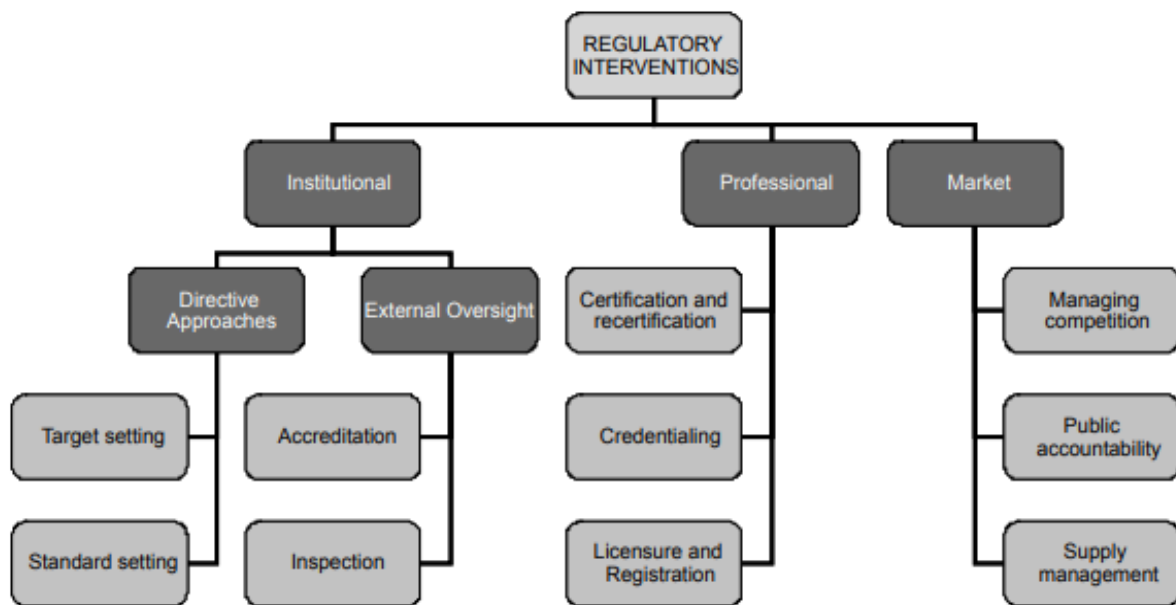 REGULATORY
INTERVENTIONS
Institutional
Professional
Market
Directive
Approaches
External Oversight
Certification and
recertification
Managing
competition
Target setting
Accreditation
Credentialing
Public
accountability
Standard setting
Inspection
Licensure and
Registration
Supply
management